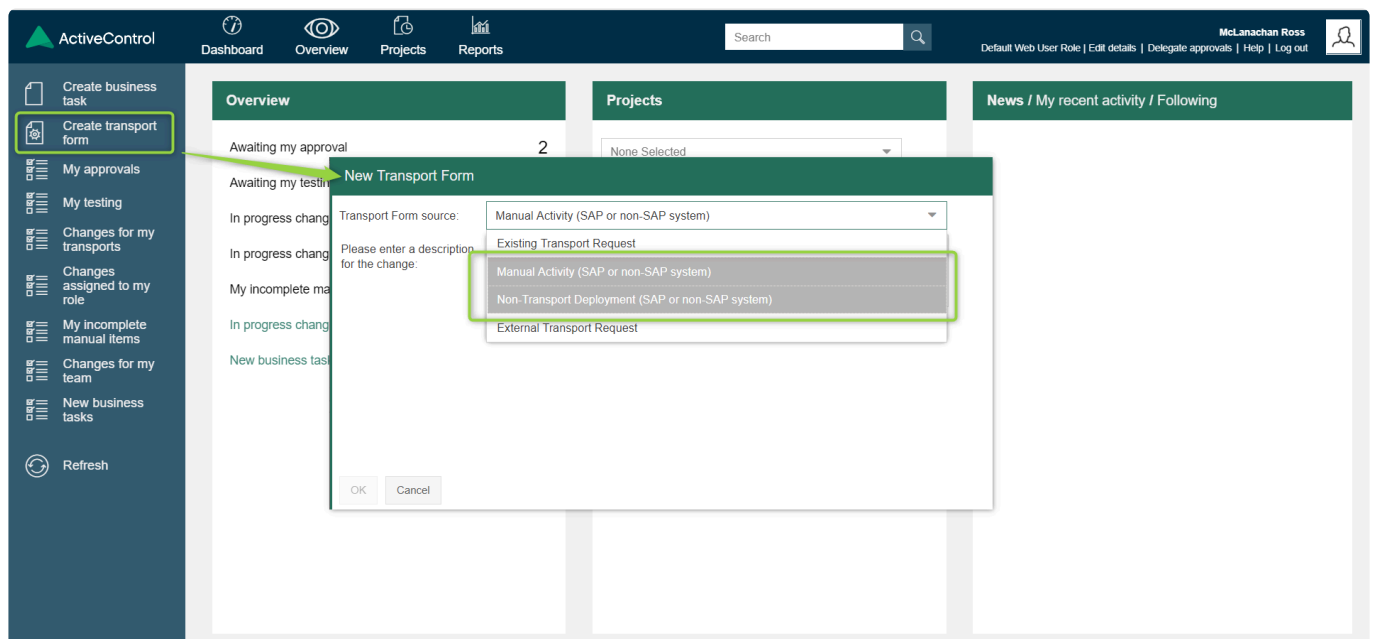 ActiveControl
Dashboard
Overview
Projects
Reports
Search
McLanachan Ross
Default Web User Role | Edit details | Delegate approvals | Help | Log out
Create business
task
Create transport
form
My approvals
My testing
Changes for my
transports
Changes
assigned to my
role
My incomplete
manual items
Changes for my
team
New business
tasks
Refresh
Overview
Awaiting my approval 2
Awaiting my testin
In progress chang
In progress chang
My incomplete ma
In progress chang
New business tas
Projects
None Selected
News / My recent activity / Following
New Transport Form
Transport Form source: Manual Activity (SAP or non-SAP system)
Please enter a description
for the change:
Existing Transport Request
Manual Activity (SAP or non-SAP system)
Non-Transport Deployment (SAP or non-SAP system)
External Transport Request
OK
Cancel